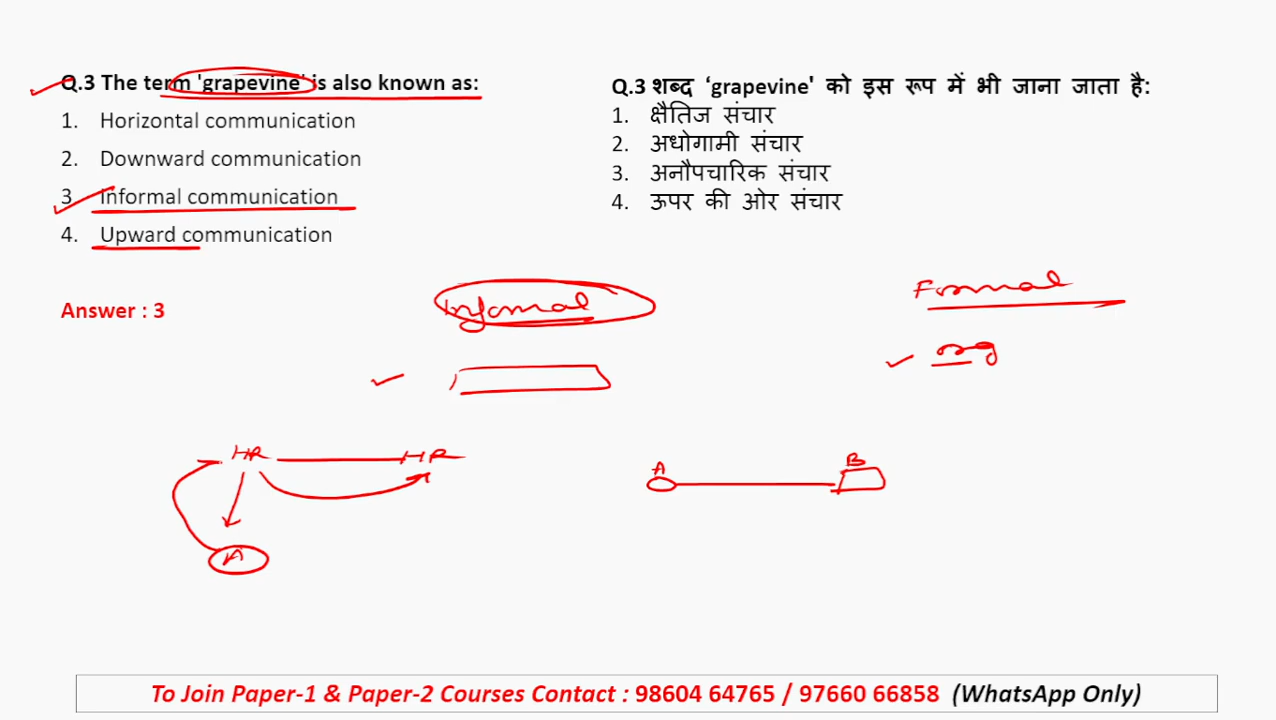 Q.3 The term 'grapevine' is also known as:
1. Horizontal communication
2. Downward communication
3 Informal communication
4. Upward communication
Answer : 3
Q.3 शब्द ‘grapevine' को इस रूप में भी जाना जाता है:
1. क्षैतिज संचार
2. अधोगामी संचार
3. अनौपचारिक संचार
4. ऊपर की ओर संचार
Informal
Formal
org
HR HR
A
A B
To Join Paper-1 & Paper-2 Courses Contact : 98604 64765 / 97660 66858 (WhatsApp Only)